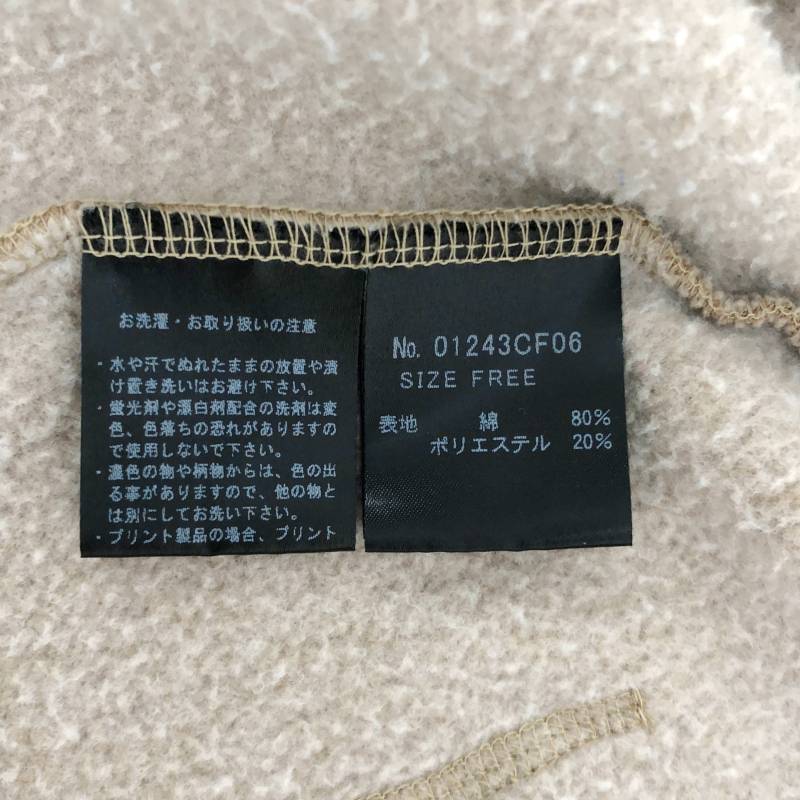 お洗濯・お取り扱いの注意
・水や汗でぬれたままの放置や漬
け置き洗いはお避け下さい。
・蛍光剤や漂白剤配合の洗剤は変
色、色落ちの恐れがありますの
で使用しないで下さい。
・濃色の物や柄物からは、色の出
る事がありますので、他の物と
は別にしてお洗い下さい。
・プリント製品の場合、プリント
No. 01243CF06
SIZE FREE
表地 綿 80%
ポリエステル 20%